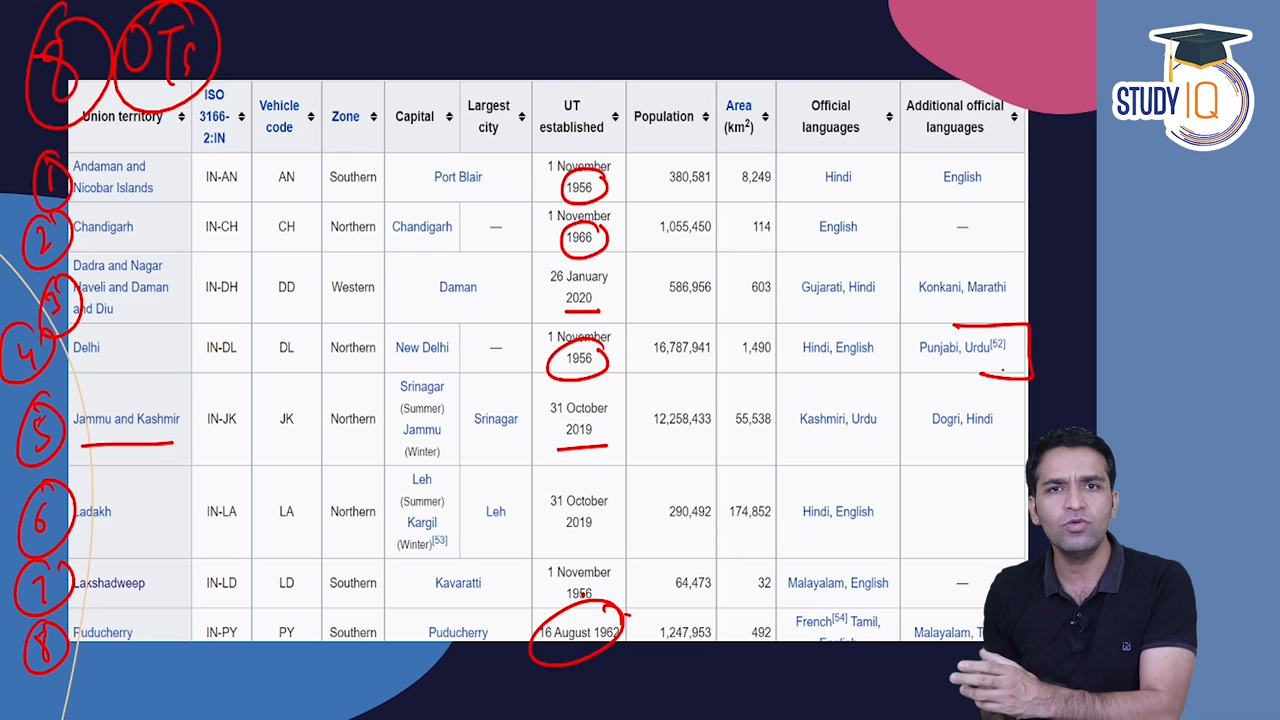 8 UTs
STUDY IQ
Union territory ISO 3166-2:IN Vehicle code Zone Capital Largest city UT established Population Area (km2) Official languages Additional official languages
1 Andaman and Nicobar Islands IN-AN AN Southern Port Blair 1 November 1956 380,581 8,249 Hindi English
2 Chandigarh IN-CH CH Northern Chandigarh — 1 November 1966 1,055,450 114 English —
3 Dadra and Nagar Haveli and Daman and Diu IN-DH DD Western Daman 26 January 2020 586,956 603 Gujarati, Hindi Konkani, Marathi
4 Delhi IN-DL DL Northern New Delhi — 1 November 1956 16,787,941 1,490 Hindi, English Punjabi, Urdu[52]
5 Jammu and Kashmir IN-JK JK Northern Srinagar (Summer) Jammu (Winter) Srinagar 31 October 2019 12,258,433 55,538 Kashmiri, Urdu Dogri, Hindi
6 Ladakh IN-LA LA Northern Leh (Summer) Kargil (Winter)[53] Leh 31 October 2019 290,492 174,852 Hindi, English
7 Lakshadweep IN-LD LD Southern Kavaratti 1 November 1956 64,473 32 Malayalam, English —
8 Puducherry IN-PY PY Southern Puducherry 16 August 1962 1,247,953 492 French[54] Tamil, Malayalam,